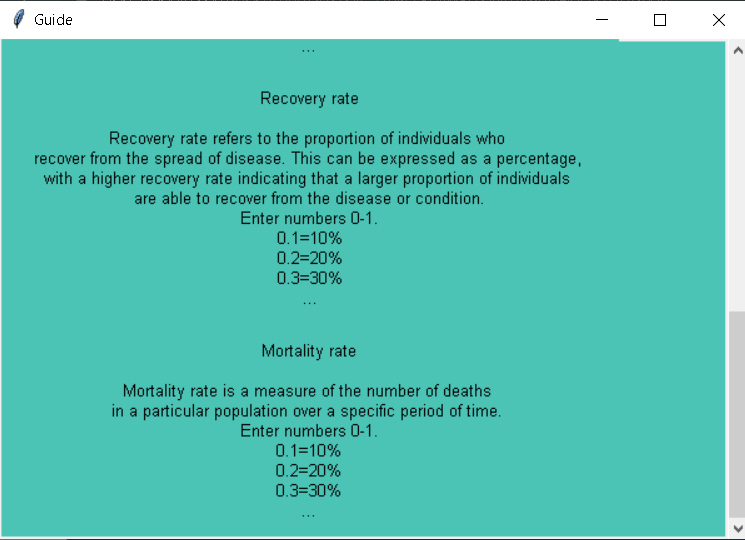 Guide
...
Recovery rate
Recovery rate refers to the proportion of individuals who
recover from the spread of disease. This can be expressed as a percentage,
with a higher recovery rate indicating that a larger proportion of individuals
are able to recover from the disease or condition.
Enter numbers 0-1.
0.1=10%
0.2=20%
0.3=30%
...
Mortality rate
Mortality rate is a measure of the number of deaths
in a particular population over a specific period of time.
Enter numbers 0-1.
0.1=10%
0.2=20%
0.3=30%
...